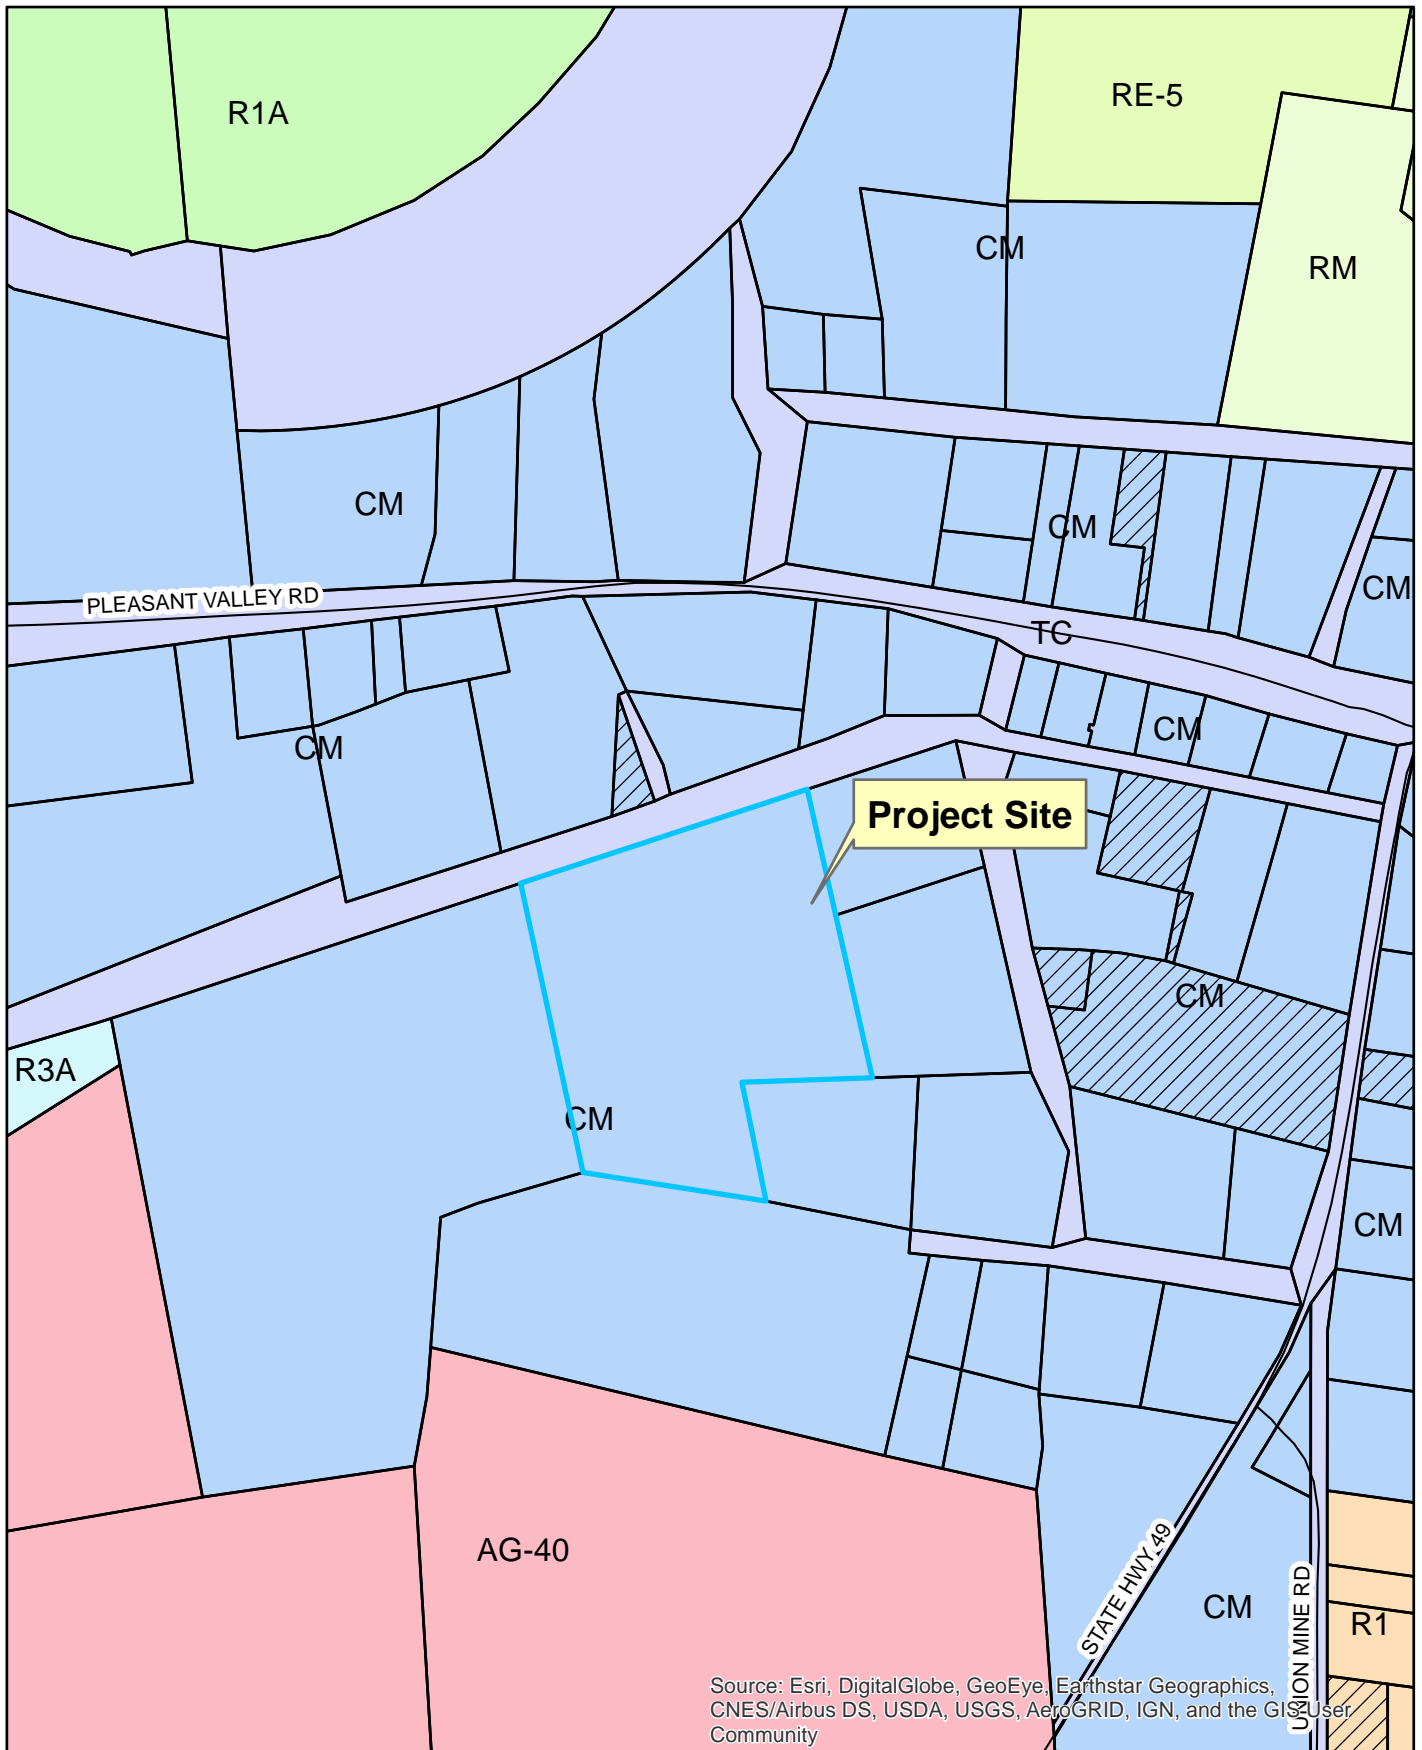 RE-5
R1A
CM
RM
CM
CM
CM
PLEASANT VALLEY RD
TC
CM
CM
Project Site
CM
R3A
CM
CM
AG-40
STATE HWY 49
CM
UNION MINE RD
R1
Source: Esri, DigitalGlobe, GeoEye, Earthstar Geographics,
CNES/Airbus DS, USDA, USGS, AeroGRID, IGN, and the GIS User
Community